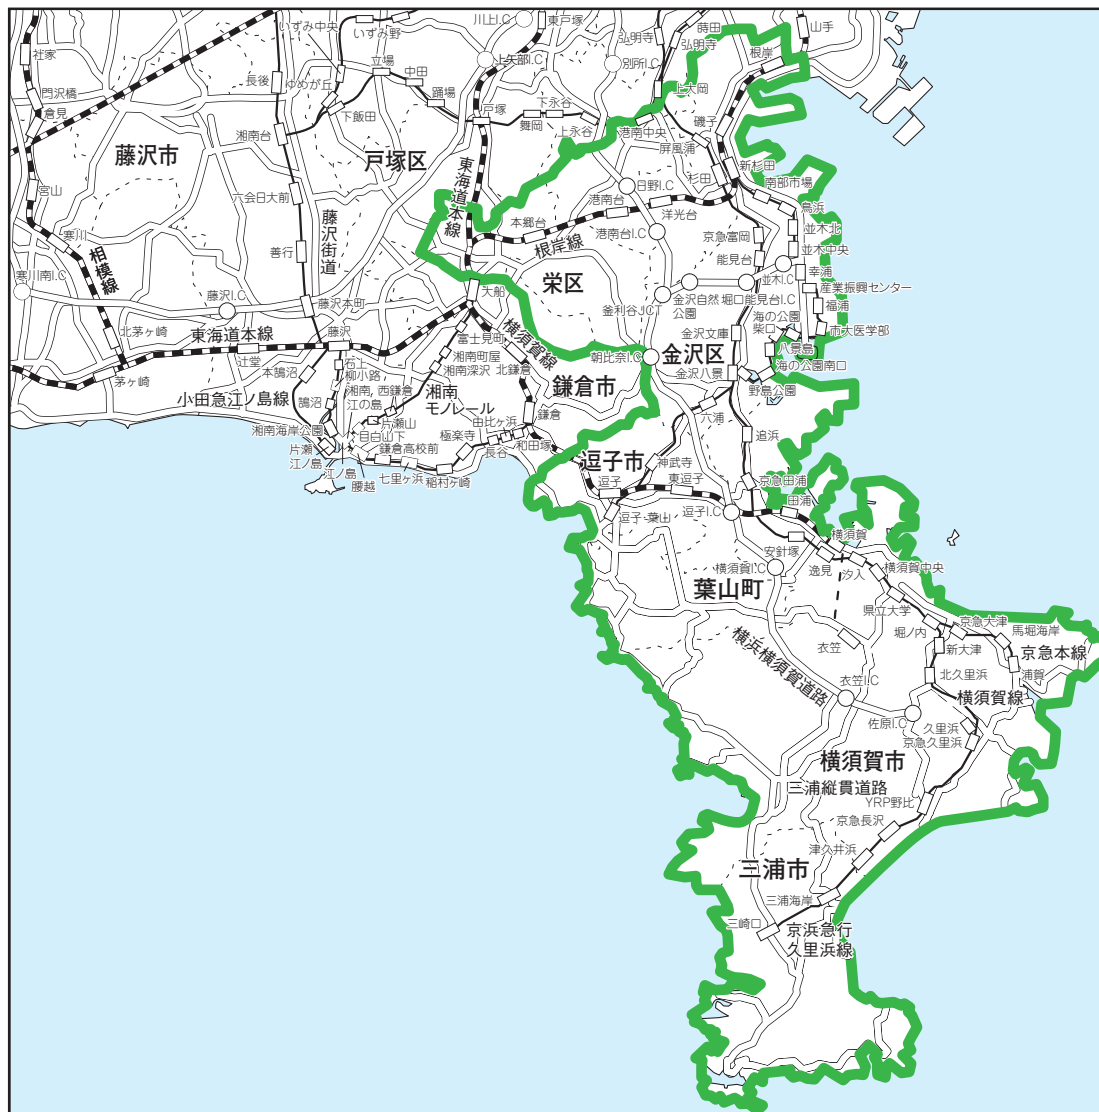 いずみ中央
いずみ野
川上I.C
東戸塚
弘明寺
蒔田
弘明寺
山手
社家
長後
ゆめが丘
立場
中田
踊場
上矢部I.C
別所I.C
根岸
門沢橋
倉見
下飯田
戸塚
下永谷
舞岡
上永谷
上大岡
港南中央
磯子
屏風浦
湘南台
藤沢市
戸塚区
新杉田
杉田
南部市場
鳥浜
宮山
六会日大前
東海道本線
日野I.C
港南台
洋光台
本郷台
根岸線
港南台I.C
並木北
並木中央
京急富岡
能見台
並木I.C
幸浦
寒川
相模線
藤沢街道
善行
栄区
産業振興センター
福浦
寒川南I.C
藤沢I.C
藤沢本町
大船
釜利谷JCT
金沢自然
公園
堀口能見台I.C
海の公園
柴口
市大医学部
北茅ヶ崎
東海道本線
藤沢
富士見町
横須賀線
金沢文庫
八景島
海の公園南口
朝比奈I.C
金沢区
茅ヶ崎
辻堂
本鵠沼
石上
柳小路
湘南町屋
湘南深沢
北鎌倉
鎌倉市
金沢八景
野島公園
小田急江ノ島線
鵠沼
湘南
江の島
西鎌倉
湘南
モノレール
六浦
湘南海岸公園
片瀬山
目白山下
由比ヶ浜
鎌倉
片瀬
江ノ島
鎌倉高校前
極楽寺
長谷
和田塚
追浜
江ノ島
腰越
七里ヶ浜
稲村ヶ崎
逗子市
逗子
神武寺
東逗子
京急田浦
田浦
逗子・葉山
逗子I.C
横須賀
安針塚
横須賀I.C
逸見
汐入
横須賀中央
葉山町
県立大学
京急大津
馬堀海岸
堀ノ内
衣笠
新大津
京急本線
横浜横須賀道路
北久里浜
浦賀
衣笠I.C
横須賀線
佐原I.C
久里浜
京急久里浜
横須賀市
三浦縦貫道路
YRP野比
京急長沢
津久井浜
三浦市
三浦海岸
三崎口
京浜急行
久里浜線